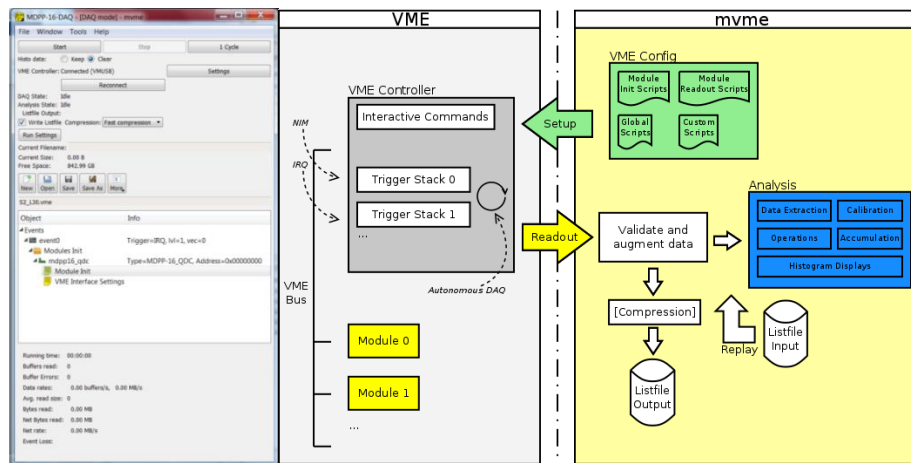 MDPP-16-DAQ - [DAQ mode] - mvme
File Window Tools Help
Start Stop 1 Cycle
Histo data: Keep Clear
VME Controller: Connected (VMUSB) Settings
Reconnect
DAQ State: Idle
Analysis State: Idle
Listfile Output:
Write Listfile Compression: Fast compression
Run Settings
Current Filename:
Current Size: 0.00 B
Free Space: 842.99 GB
New Open Save Save As More
S2_L30.vme
Object Info
Events
event0 Trigger=IRQ, lvl=1, vec=0
Modules Init
mdpp16_qdc Type=MDPP-16_QDC, Address=0x00000000
Module Init
VME Interface Settings
Running time: 00:00:00
Buffers read: 0
Buffer Errors: 0
Data rates: 0.00 buffers/s, 0.00 MB/s
Avg. read size: 0
Bytes read: 0.00 MB
Net Bytes read: 0.00 MB
Net rate: 0.00 MB/s
Event Loss:
VME
VME Controller
Interactive Commands
NIM
IRQ
Trigger Stack 0
Trigger Stack 1
...
Autonomous DAQ
VME
Bus
Module 0
Module 1
...
Setup
Readout
mvme
VME Config
Module
Init Scripts
Module
Readout Scripts
Global
Scripts
Custom
Scripts
Validate and
augment data
Analysis
Data Extraction
Calibration
Operations
Accumulation
Histogram Displays
[Compression]
Replay
Listfile
Input
Listfile
Output